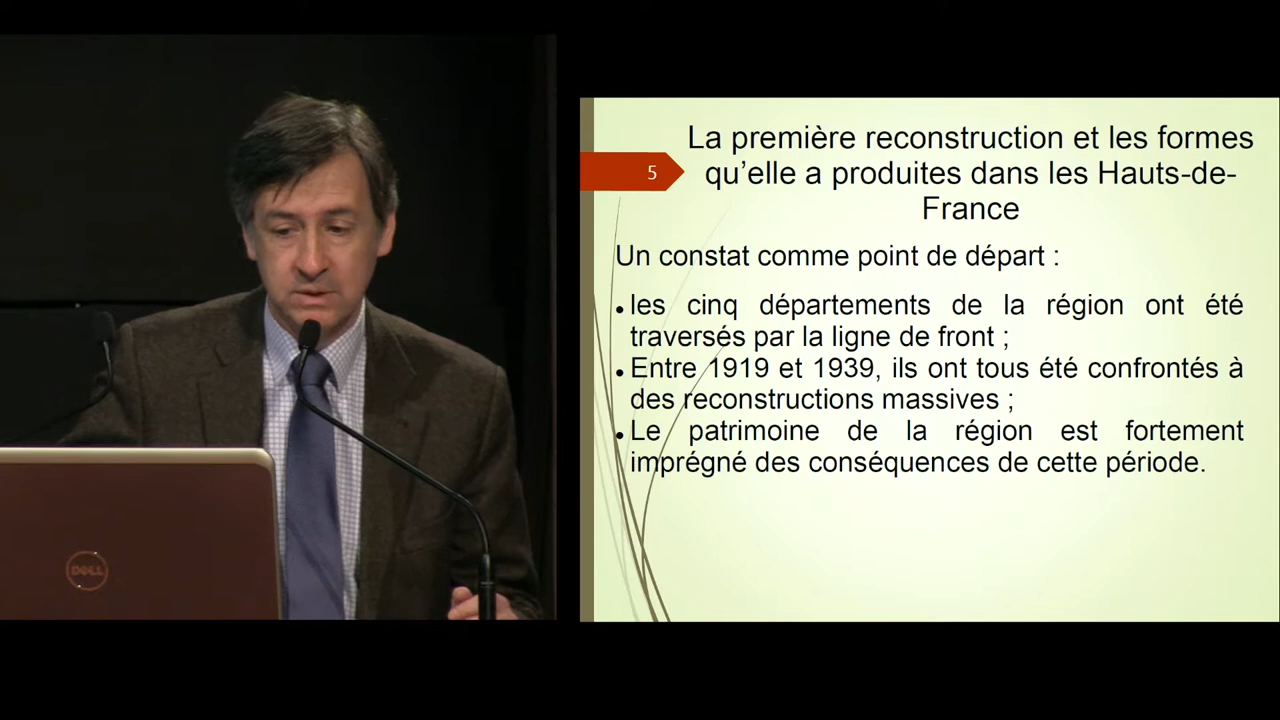 La première reconstruction et les formes
qu’elle a produites dans les Hauts-de-
France
5
Un constat comme point de départ :
• les cinq départements de la région ont été
traversés par la ligne de front ;
• Entre 1919 et 1939, ils ont tous été confrontés à
des reconstructions massives ;
• Le patrimoine de la région est fortement
imprégné des conséquences de cette période.
DELL